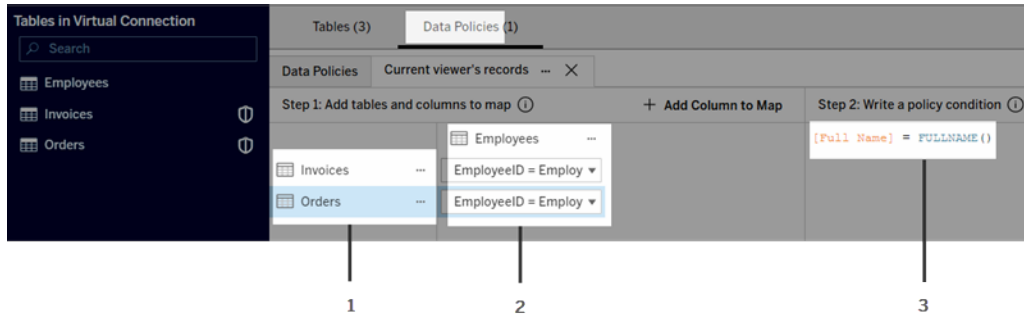 Tables in Virtual Connection
Search
Employees
Invoices
Orders
Tables (3)
Data Policies (1)
Data Policies
Current viewer's records ... ×
Step 1: Add tables and columns to map
+ Add Column to Map
Step 2: Write a policy condition
Employees ...
Invoices ...
EmployeeID = Employ
Orders ...
EmployeeID = Employ
[Full Name] = FULLNAME()
1
2
3